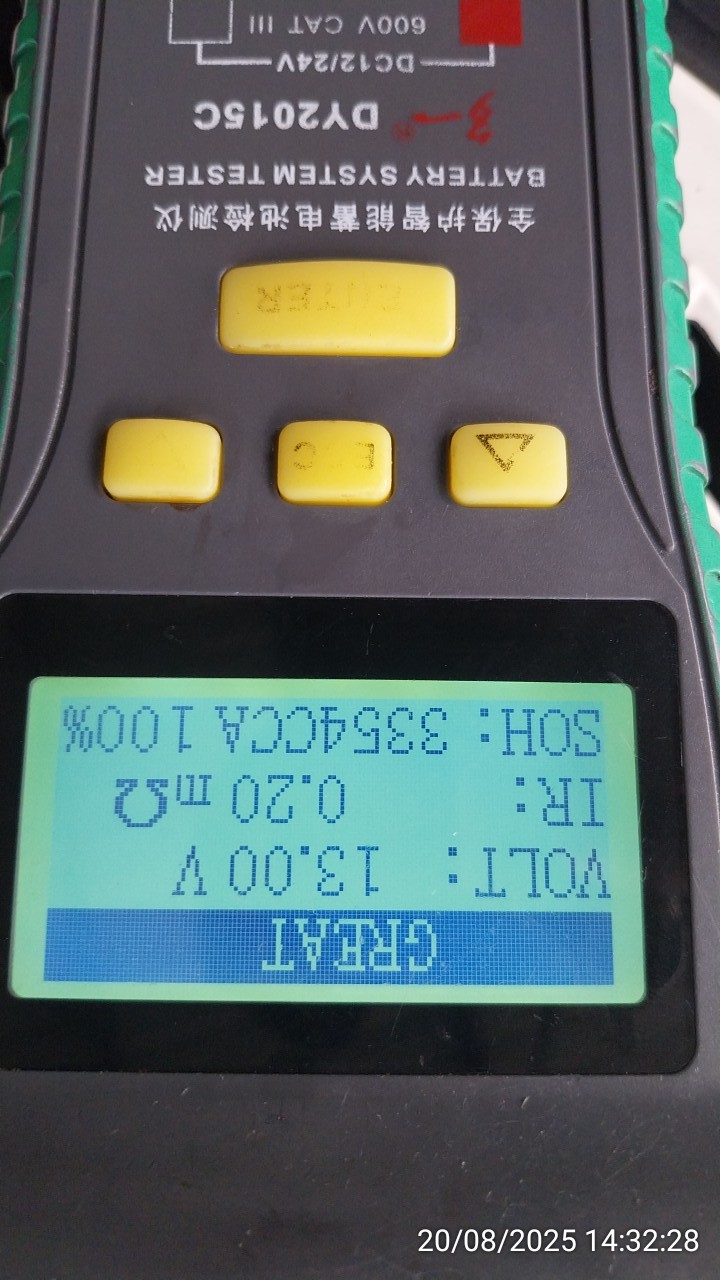 GREAT
VOLT: 13.00 V
IR: 0.20 mΩ
SOH: 3354CCA 100%
E C
ENTER
全保护智能蓄电池检测仪
BATTERY SYSTEM TESTER
多一® DY2015C
DC12/24V
600V CAT III
20/08/2025 14:32:28